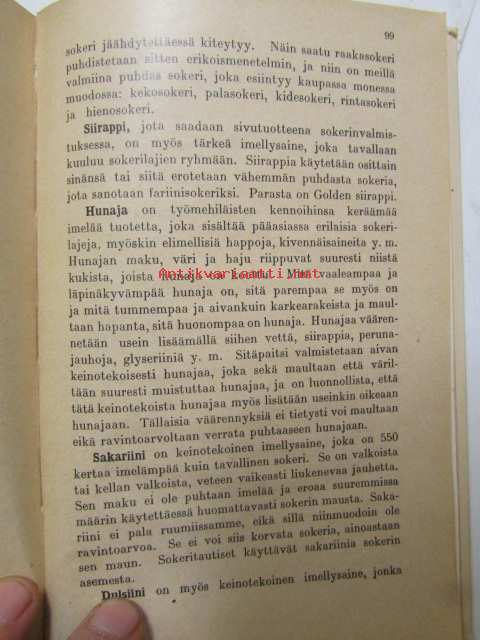 99
sokeri jäähdytettäessä kiteytyy. Näin saatu raakasokeri
puhdistetaan sitten erikoismenetelmin, ja niin on meillä
valmiina puhdas sokeri, joka esiintyy kaupassa monessa
muodossa: kekosokeri, palasokeri, kidesokeri, rintasokeri
ja hienosokeri.
Siirappi, jota saadaan sivutuotteena sokerinvalmis-
tuksessa, on myös tärkeä imellysaine, joka tavallaan
kuuluu sokerilajien ryhmään. Siirappia käytetään osittain
sinänsä tai siitä erotetaan vähemmän puhdasta sokeria,
jota sanotaan fariinisokeriksi. Parasta on Golden siirappi.
Hunaja on työmehiläisten kennoihinsa keräämää
imelää tuotetta, joka sisältää pääasiassa erilaisia sokeri-
lajeja, myöskin elimellisiä happoja, kivennäisaineita y. m.
Hunajan maku, väri ja haju riippuvat suuresti niistä
kukista, joista hunaja on koottu. Mitä vaaleampaa ja
Antikvariaatti.net
läpinäkyvämpää hunaja on, sitä parempaa se myös on
ja mitä tummempaa ja aivankuin karkearakeista ja maul-
taan hapanta, sitä huonompaa on hunaja. Hunajaa väären-
netään usein lisäämällä siihen vettä, siirappia, peruna-
jauhoja, glyseriiniä y. m. Sitäpaitsi valmistetaan aivan
keinotekoisesti hunajaa, joka sekä maultaan että väril-
tään suuresti muistuttaa hunajaa, ja on luonnollista, että
tätä keinotekoista hunajaa myös lisätään useinkin oikeaan
hunajaan. Tällaisia väärennyksiä ei tietysti voi maultaan
eikä ravintoarvoltaan verrata puhtaaseen hunajaan.
Sakariini on keinotekoinen imellysaine, joka on 550
kertaa imelämpää kuin tavallinen sokeri. Se on valkoista
tai kellan valkoista, veteen vaikeasti liukenevaa jauhetta.
Sen maku ei ole puhtaan imelää ja eroaa suuremmissa
määrin käytettäessä huomattavasti sokerin mausta. Saka-
riini ei pala ruumiissamme, eikä sillä niinmuodoin ole
ravintoarvoa. Se ei voi siis korvata sokeria, ainoastaan
sen maun. Sokeritautiset käyttävät sakariinia sokerin
asemesta.
Dulsiini on myös keinotekoinen imellysaine, jonka